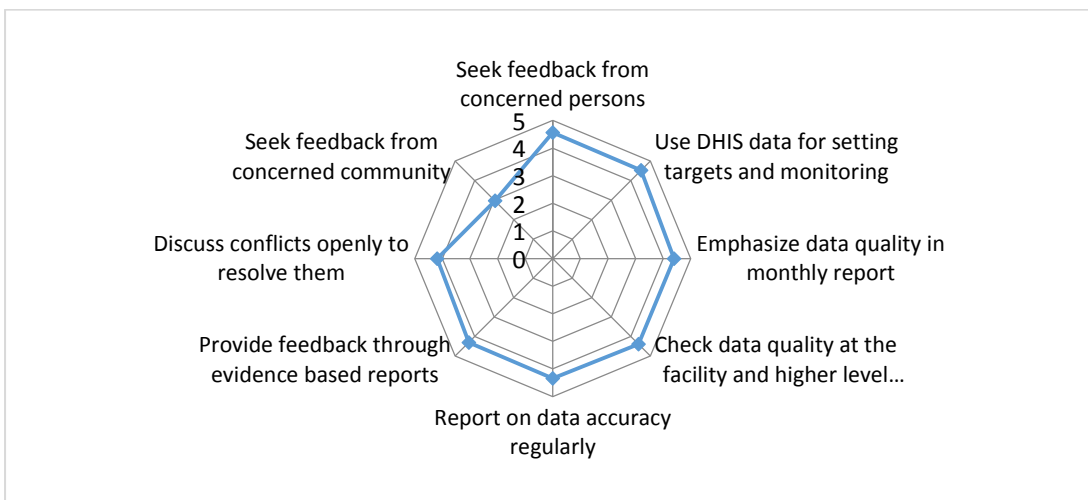 Seek feedback from
concerned persons
Use DHIS data for setting
targets and monitoring
Emphasize data quality in
monthly report
Check data quality at the
facility and higher level…
Report on data accuracy
regularly
Provide feedback through
evidence based reports
Discuss conflicts openly to
resolve them
Seek feedback from
concerned community
5
4
3
2
1
0